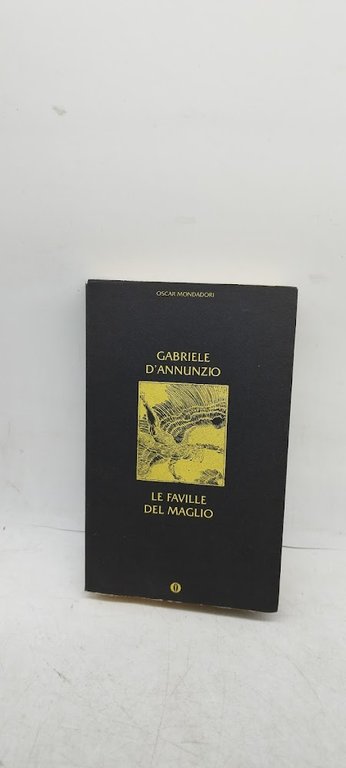 OSCAR MONDADORI
GABRIELE
D'ANNUNZIO
LE FAVILLE
DEL MAGLIO